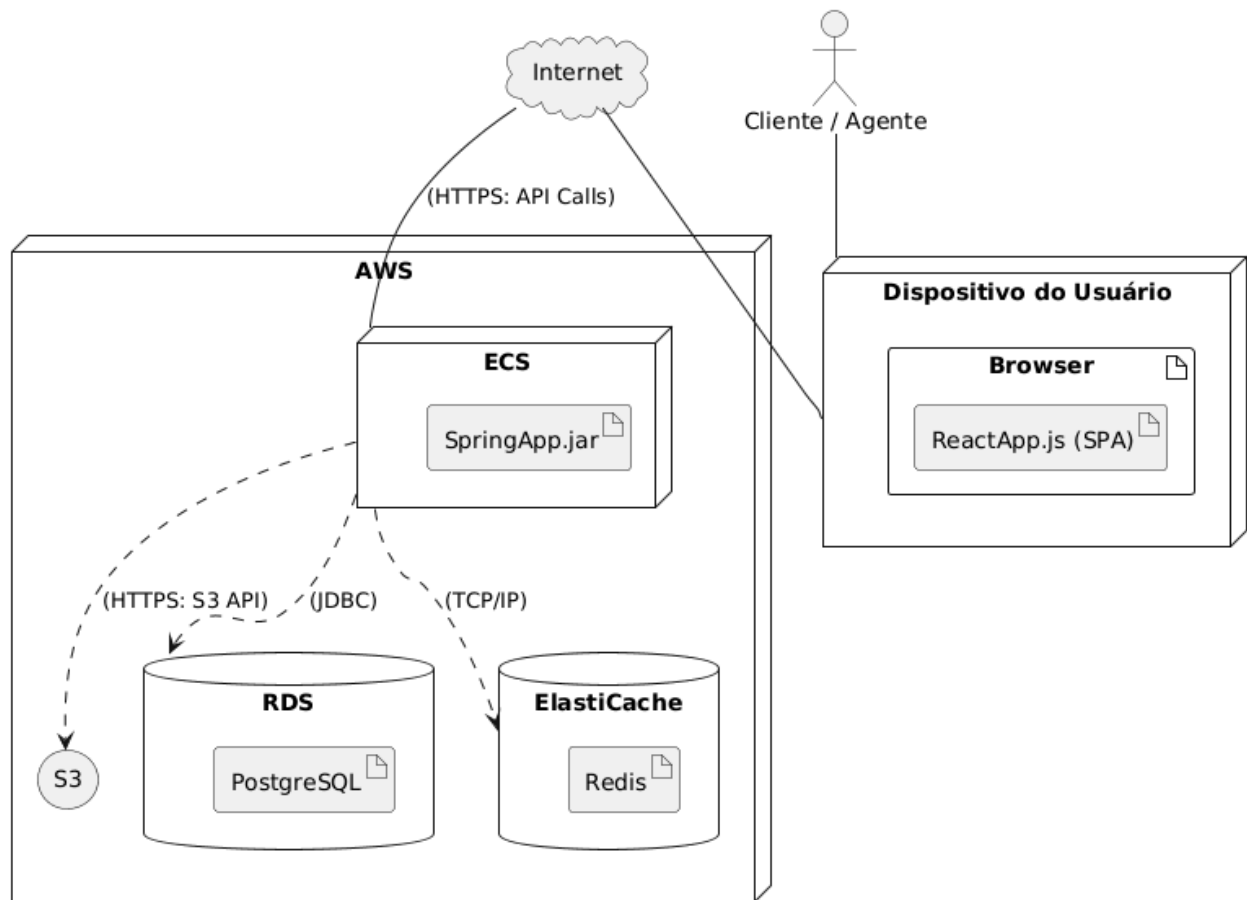 Internet
Cliente / Agente
(HTTPS: API Calls)
AWS
Dispositivo do Usuário
Browser
ReactApp.js (SPA)
ECS
SpringApp.jar
(HTTPS: S3 API)
(JDBC)
(TCP/IP)
RDS
ElastiCache
S3
PostgreSQL
Redis